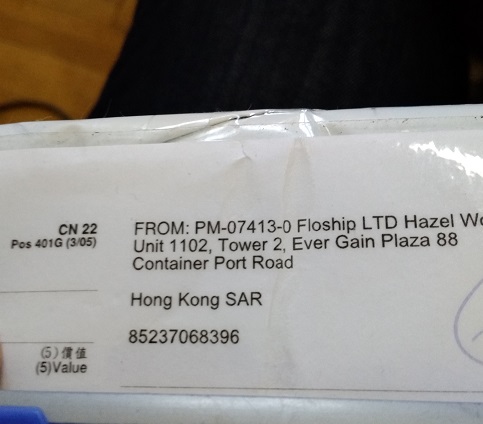 CN 22
Pos 401G (3/05)
FROM: PM-07413-0 Floship LTD Hazel
Unit 1102, Tower 2, Ever Gain Plaza 88
Container Port Road
Hong Kong SAR
85237068396
(5) 價值
(5)Value